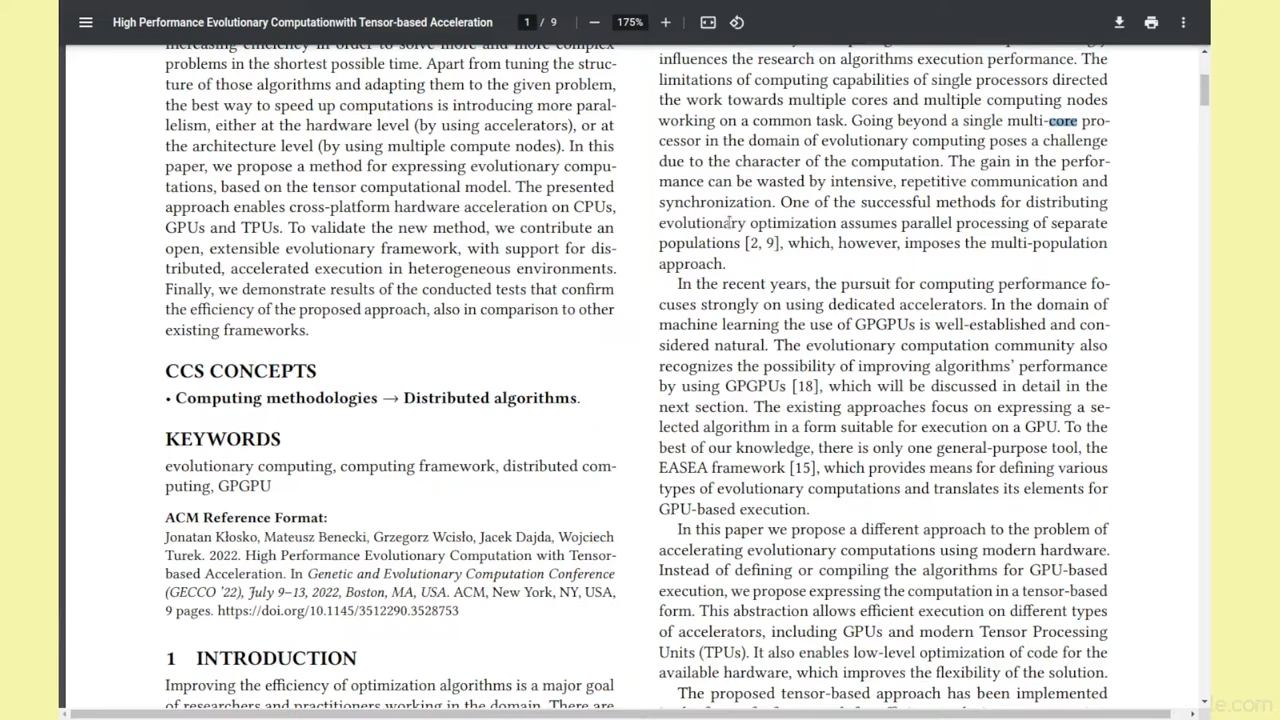 High Performance Evolutionary Computationwith Tensor-based Acceleration
1 / 9
175%
increasing efficiency in order to solve more and more complex
problems in the shortest possible time. Apart from tuning the struc-
ture of those algorithms and adapting them to the given problem,
the best way to speed up computations is introducing more paral-
lelism, either at the hardware level (by using accelerators), or at
the architecture level (by using multiple compute nodes). In this
paper, we propose a method for expressing evolutionary compu-
tations, based on the tensor computational model. The presented
approach enables cross-platform hardware acceleration on CPUs,
GPUs and TPUs. To validate the new method, we contribute an
open, extensible evolutionary framework, with support for dis-
tributed, accelerated execution in heterogeneous environments.
Finally, we demonstrate results of the conducted tests that confirm
the efficiency of the proposed approach, also in comparison to other
existing frameworks.
CCS CONCEPTS
• Computing methodologies → Distributed algorithms.
KEYWORDS
evolutionary computing, computing framework, distributed com-
puting, GPGPU
ACM Reference Format:
Jonatan Kłosko, Mateusz Benecki, Grzegorz Wcisło, Jacek Dajda, Wojciech
Turek. 2022. High Performance Evolutionary Computation with Tensor-
based Acceleration. In Genetic and Evolutionary Computation Conference
(GECCO '22), July 9–13, 2022, Boston, MA, USA. ACM, New York, NY, USA,
9 pages. https://doi.org/10.1145/3512290.3528753
1 INTRODUCTION
Improving the efficiency of optimization algorithms is a major goal
of researchers and practitioners working in the domain. There are
influences the research on algorithms execution performance. The
limitations of computing capabilities of single processors directed
the work towards multiple cores and multiple computing nodes
working on a common task. Going beyond a single multi-core pro-
cessor in the domain of evolutionary computing poses a challenge
due to the character of the computation. The gain in the perfor-
mance can be wasted by intensive, repetitive communication and
synchronization. One of the successful methods for distributing
evolutionary optimization assumes parallel processing of separate
populations [2, 9], which, however, imposes the multi-population
approach.
In the recent years, the pursuit for computing performance fo-
cuses strongly on using dedicated accelerators. In the domain of
machine learning the use of GPGPUs is well-established and con-
sidered natural. The evolutionary computation community also
recognizes the possibility of improving algorithms' performance
by using GPGPUs [18], which will be discussed in detail in the
next section. The existing approaches focus on expressing a se-
lected algorithm in a form suitable for execution on a GPU. To the
best of our knowledge, there is only one general-purpose tool, the
EASEA framework [15], which provides means for defining various
types of evolutionary computations and translates its elements for
GPU-based execution.
In this paper we propose a different approach to the problem of
accelerating evolutionary computations using modern hardware.
Instead of defining or compiling the algorithms for GPU-based
execution, we propose expressing the computation in a tensor-based
form. This abstraction allows efficient execution on different types
of accelerators, including GPUs and modern Tensor Processing
Units (TPUs). It also enables low-level optimization of code for the
available hardware, which improves the flexibility of the solution.
The proposed tensor-based approach has been implemented